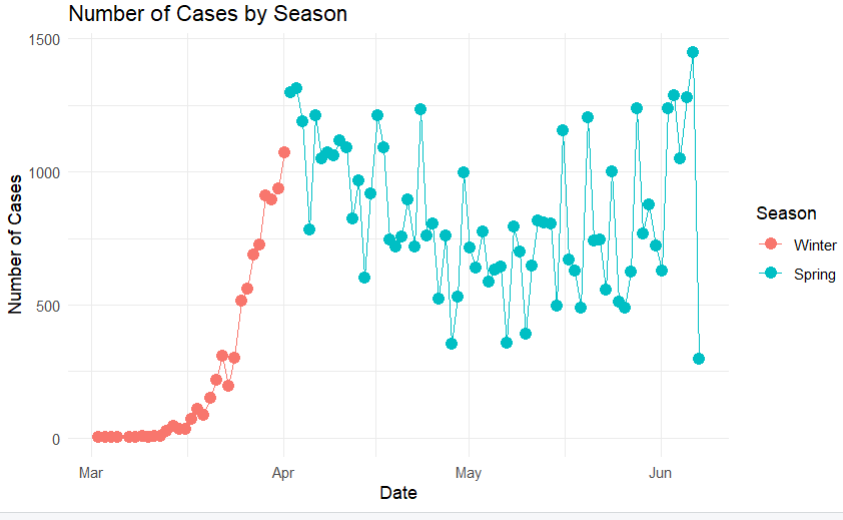 Number of Cases by Season
1500
1000
500
0
Number of Cases
Mar
Apr
May
Jun
Date
Season
Winter
Spring